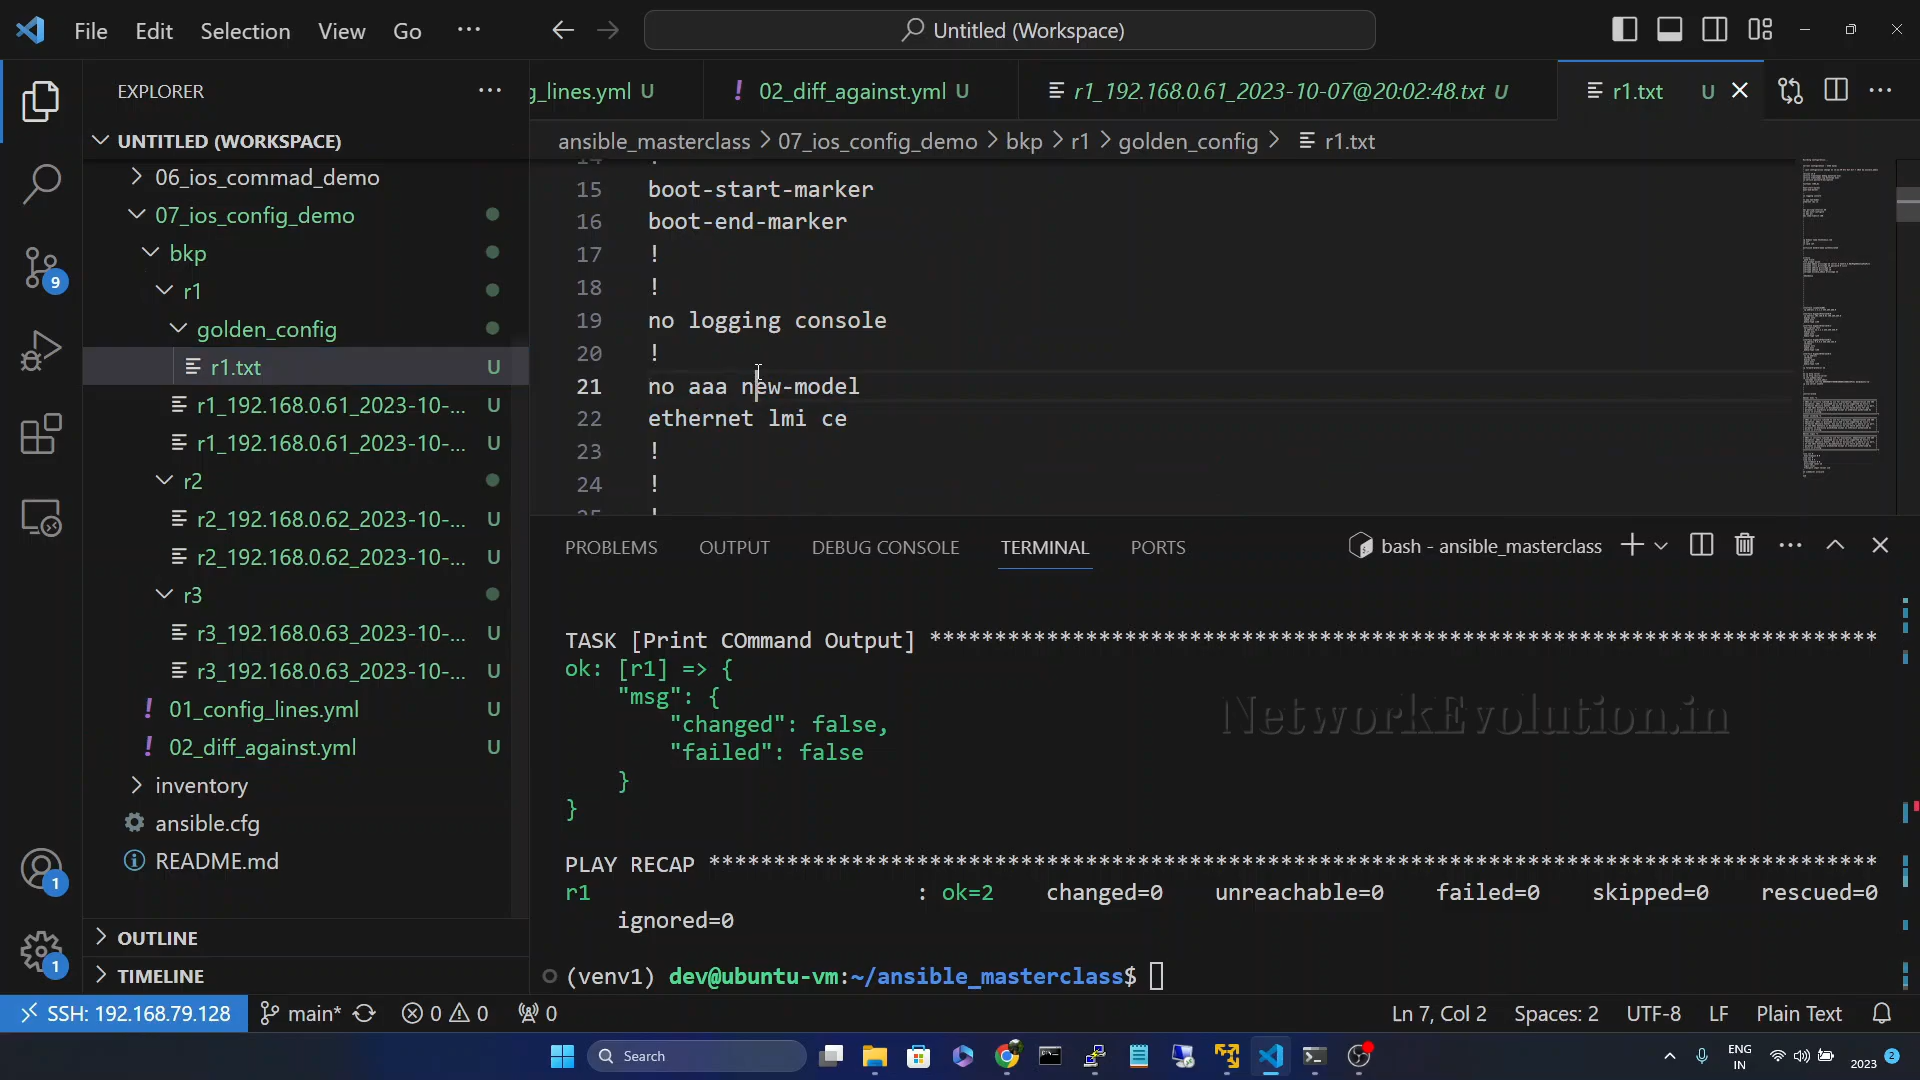 File Edit Selection View Go ···
Untitled (Workspace)
EXPLORER ···
g_lines.yml U
! 02_diff_against.yml U
r1_192.168.0.61_2023-10-07@20:02:48.txt U
r1.txt U
···
ansible_masterclass > 07_ios_config_demo > bkp > r1 > golden_config > r1.txt
UNTITLED (WORKSPACE)
06_ios_commad_demo
07_ios_config_demo
bkp
r1
golden_config
r1.txt U
r1_192.168.0.61_2023-10-... U
r1_192.168.0.61_2023-10-... U
r2
r2_192.168.0.62_2023-10-... U
r2_192.168.0.62_2023-10-... U
r3
r3_192.168.0.63_2023-10-... U
r3_192.168.0.63_2023-10-... U
! 01_config_lines.yml U
! 02_diff_against.yml U
inventory
ansible.cfg
README.md
OUTLINE
TIMELINE
9
1
1
14 !
15 boot-start-marker
16 boot-end-marker
17 !
18 !
19 no logging console
20 !
21 no aaa new-model
22 ethernet lmi ce
23 !
24 !
25 !
PROBLEMS OUTPUT DEBUG CONSOLE TERMINAL PORTS
bash - ansible_masterclass ···
TASK [Print COmmand Output] ***********************************************************************
ok: [r1] => {
"msg": {
"changed": false,
"failed": false
}
}
PLAY RECAP ****************************************************************************************
r1 : ok=2 changed=0 unreachable=0 failed=0 skipped=0 rescued=0
ignored=0
(venv1) dev@ubuntu-vm:~/ansible_masterclass$
NetworkEvolution.in
SSH: 192.168.79.128 main* 0 0 0
Ln 7, Col 2 Spaces: 2 UTF-8 LF Plain Text
Search
ENG
IN
2023
2